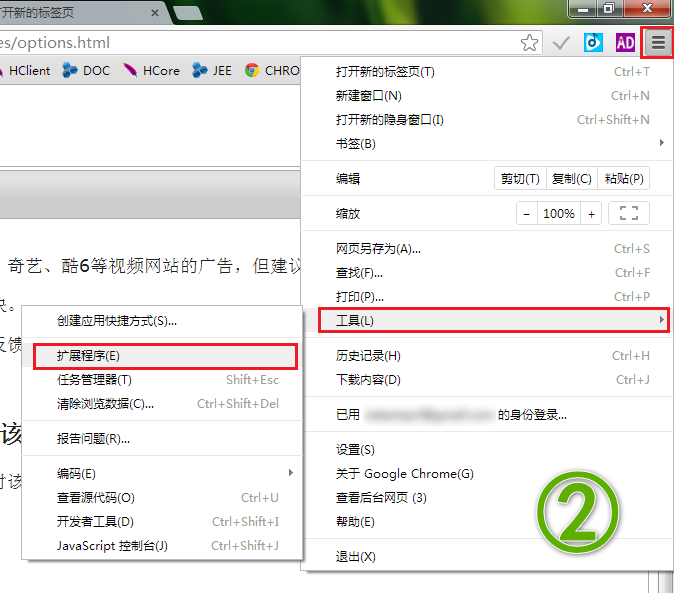 打开新的标签页
es/options.html
AD
HClient DOC HCore JEE CHRO
打开新的标签页(T) Ctrl+T
新建窗口(N) Ctrl+N
打开新的隐身窗口(I) Ctrl+Shift+N
书签(B)
编辑 剪切(T) 复制(C) 粘贴(P)
缩放 - 100% +
网页另存为(A)... Ctrl+S
查找(F)... Ctrl+F
打印(P)... Ctrl+P
工具(L)
历史记录(H) Ctrl+H
下载内容(D) Ctrl+J
已用 的身份登录...
设置(S)
关于 Google Chrome(G)
查看后台网页 (3)
帮助(E)
退出(X)
奇艺、酷6等视频网站的广告，但建议
反馈
该
对该
创建应用快捷方式(S)...
扩展程序(E)
任务管理器(T) Shift+Esc
清除浏览数据(C)... Ctrl+Shift+Del
报告问题(R)...
编码(E)
查看源代码(O) Ctrl+U
开发者工具(D) Ctrl+Shift+I
JavaScript 控制台(J) Ctrl+Shift+J
②